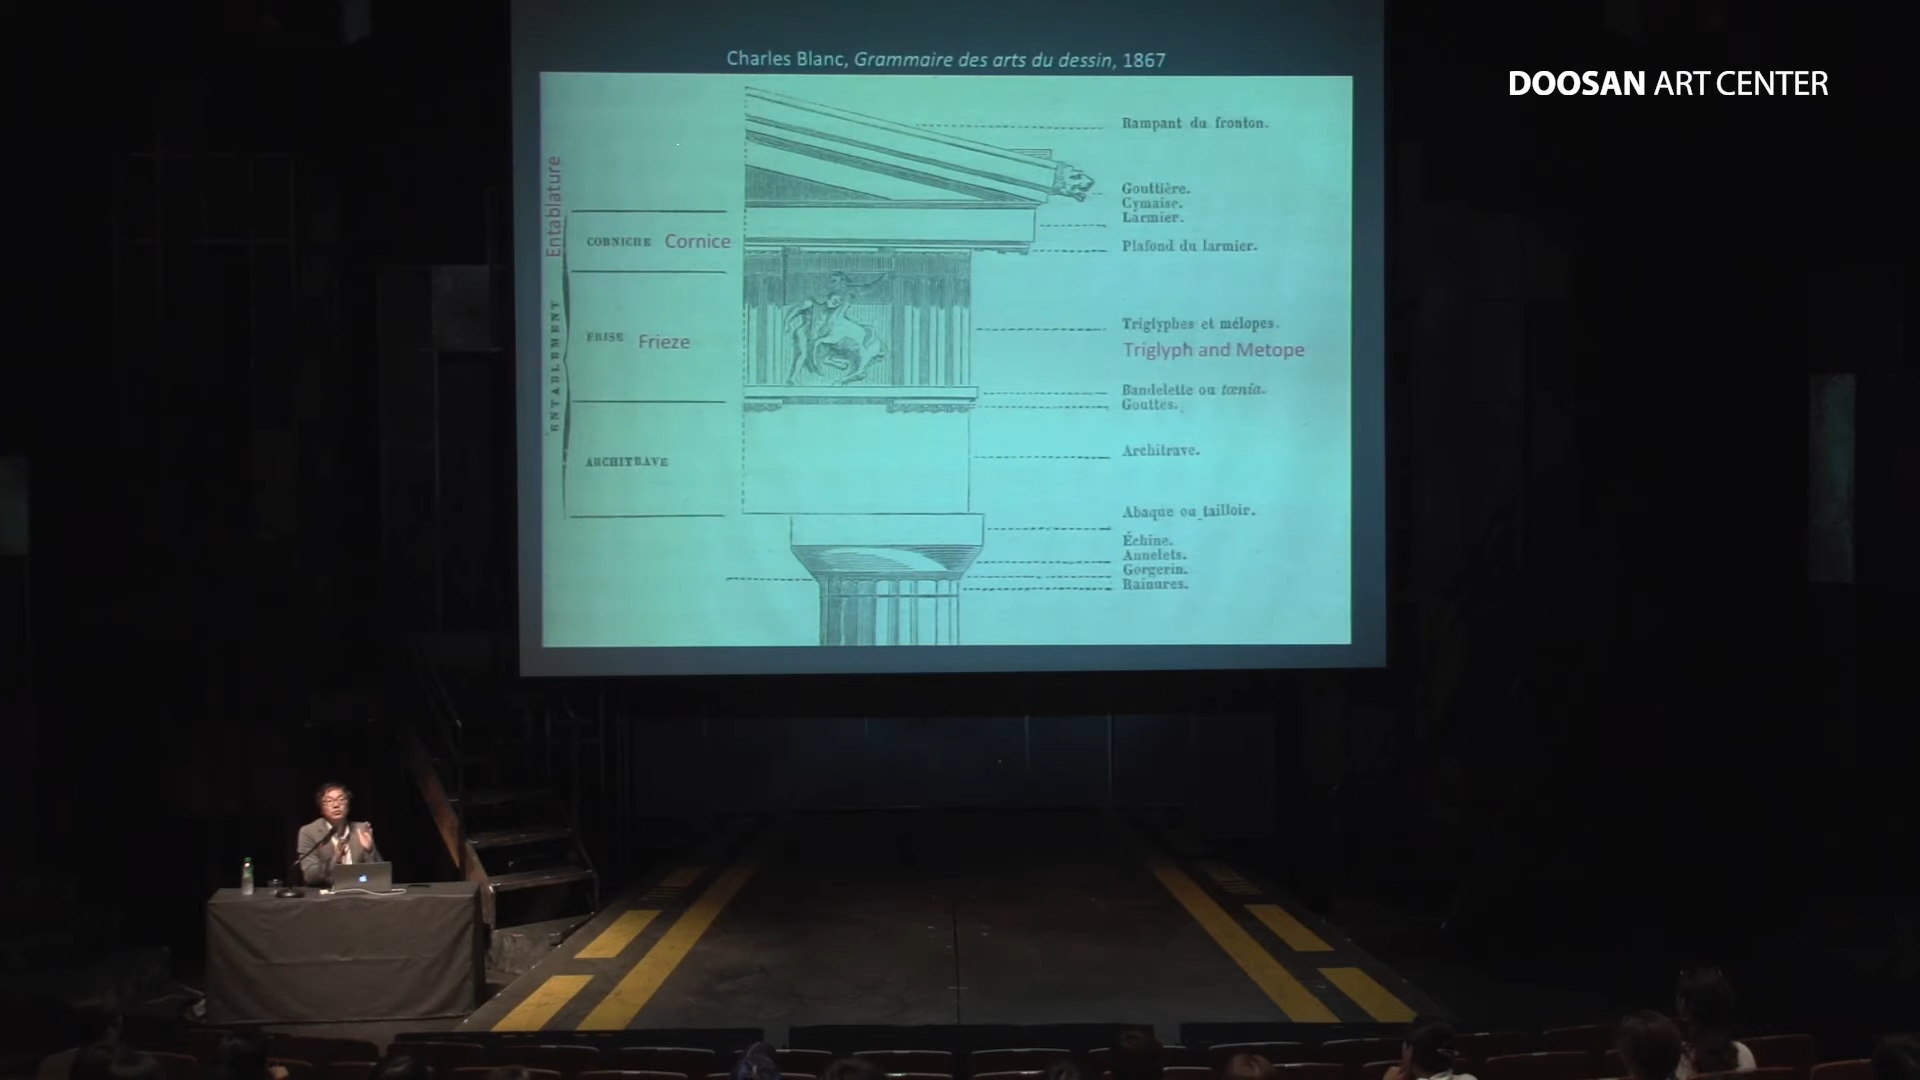 Charles Blanc, Grammaire des arts du dessin, 1867
DOOSAN ART CENTER
Entablature
ENTABLEMENT
CORNICHE Cornice
FRISE Frieze
ARCHITRAVE
Rampant du fronton.
Gouttière.
Cymaise.
Larmier.
Plafond du larmier.
Triglyphes et mélopes.
Triglyph and Metope
Bandelette ou tœnia.
Gouttes.
Architrave.
Abaque ou tailloir.
Échine.
Annelets.
Gorgerin.
Rainures.